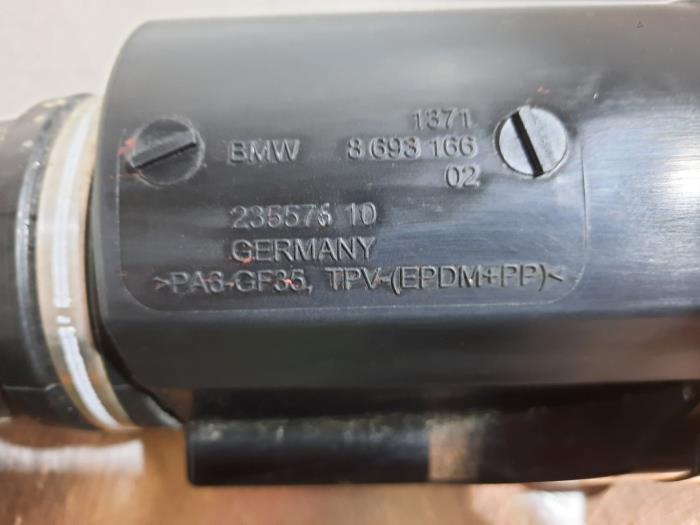 1371
BMW 8 693 166
02
235576 10
GERMANY
>PA6-GF35, TPV-(EPDM+PP)<